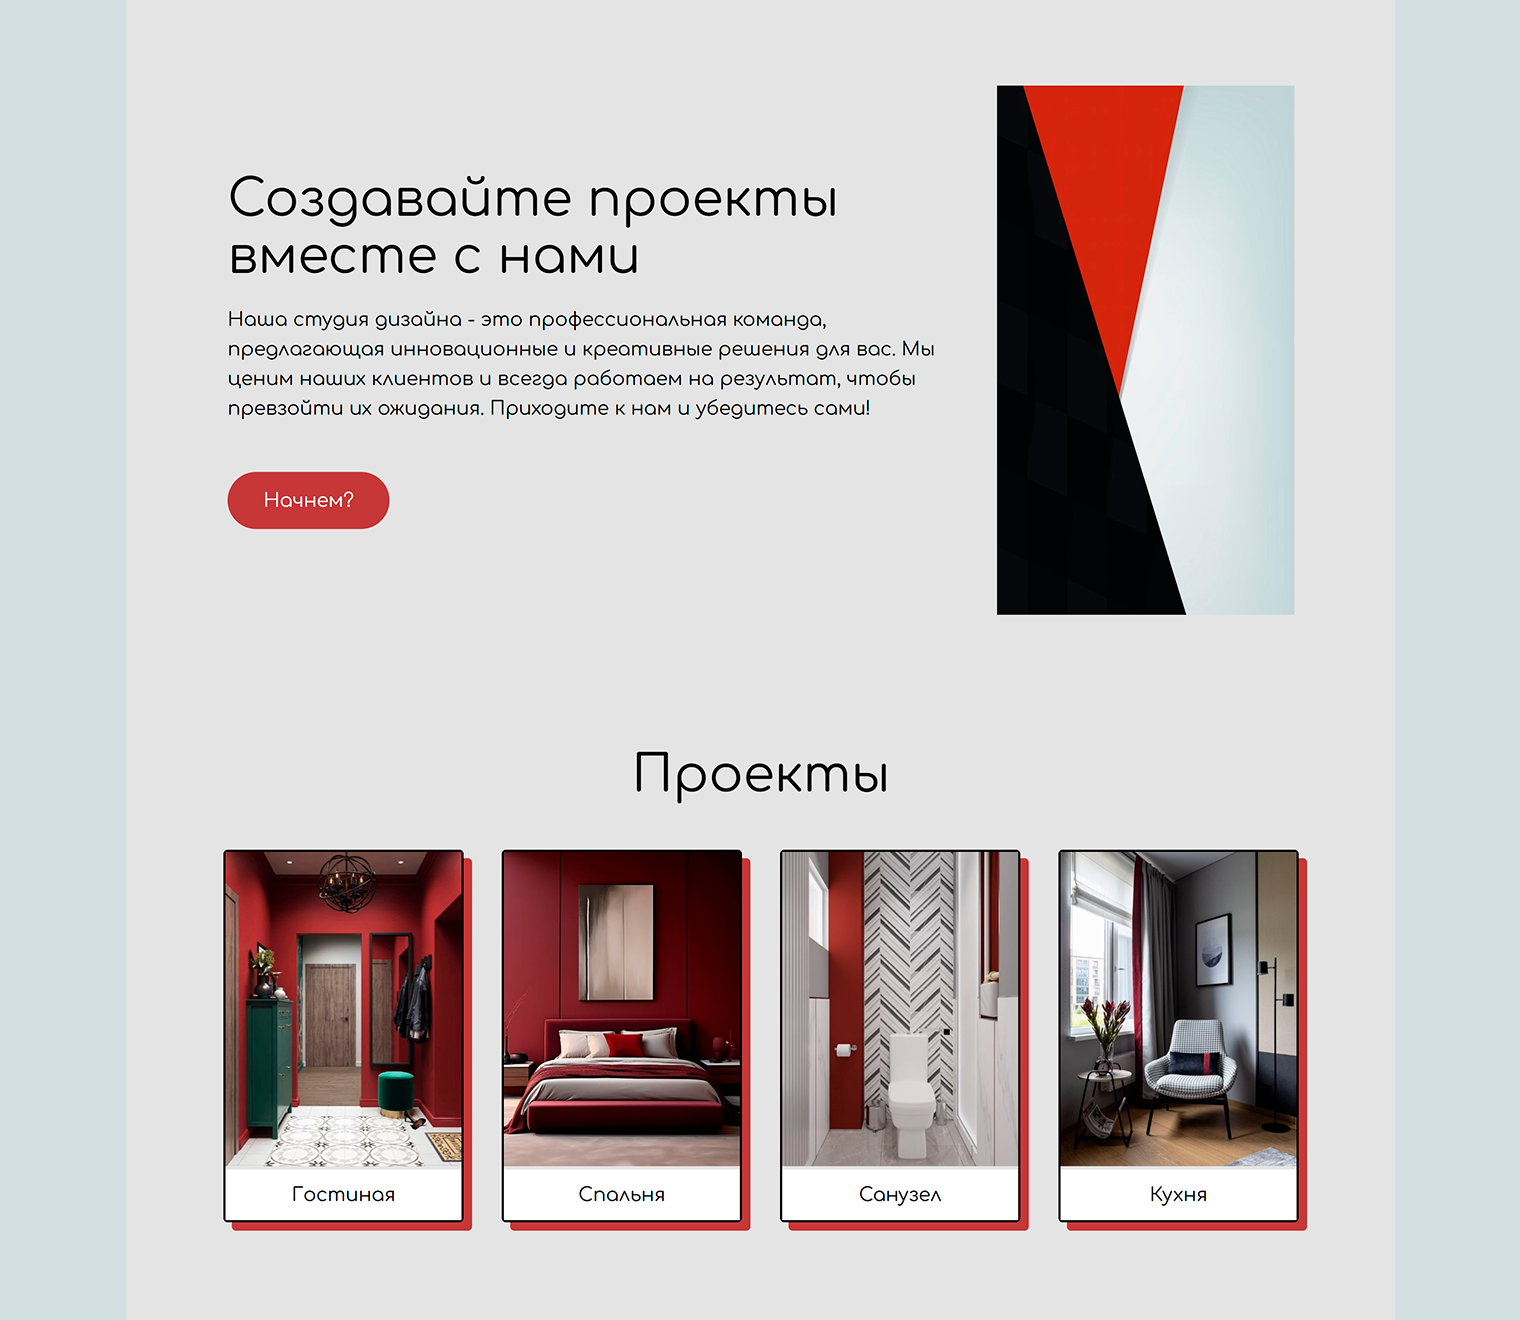 Создавайте проекты
вместе с нами
Наша студия дизайна - это профессиональная команда,
предлагающая инновационные и креативные решения для вас. Мы
ценим наших клиентов и всегда работаем на результат, чтобы
превзойти их ожидания. Приходите к нам и убедитесь сами!
Начнем?
Проекты
Гостиная
Спальня
Санузел
Кухня